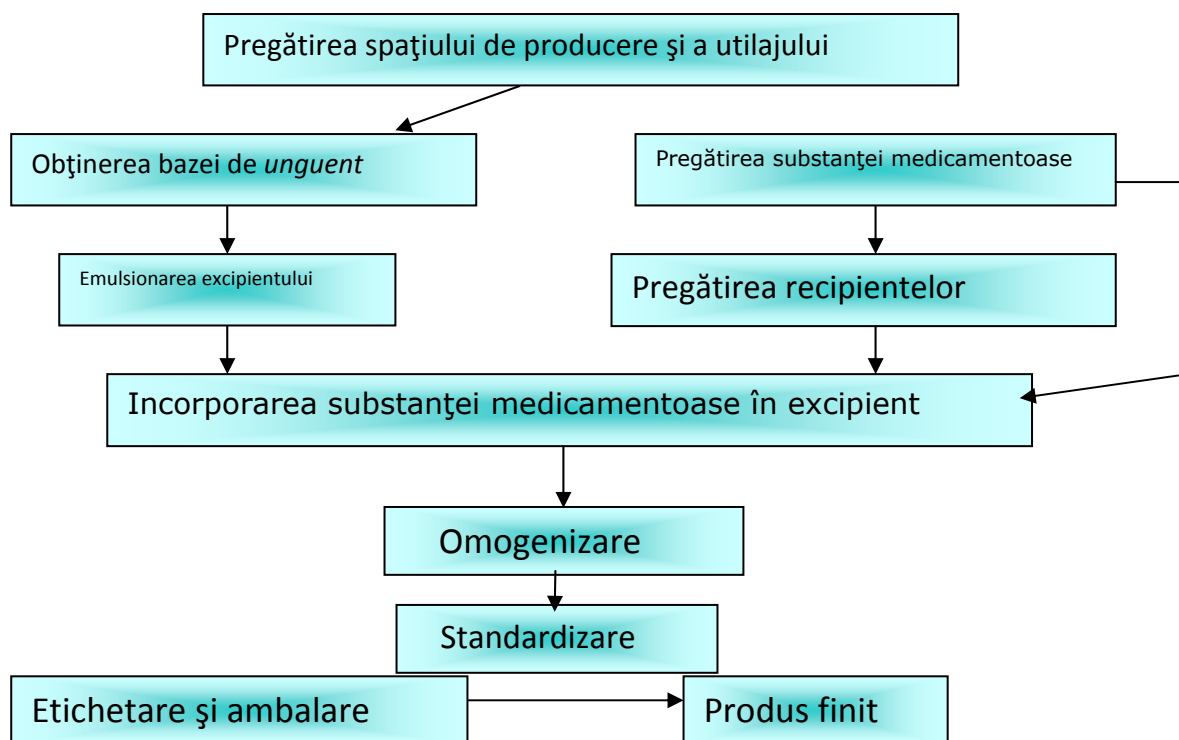 Pregătirea spaţiului de producere şi a utilajului
Obţinerea bazei de unguent
Pregătirea substanţei medicamentoase
Emulsionarea excipientului
Pregătirea recipientelor
Incorporarea substanţei medicamentoase în excipient
Omogenizare
Standardizare
Etichetare şi ambalare
Produs finit